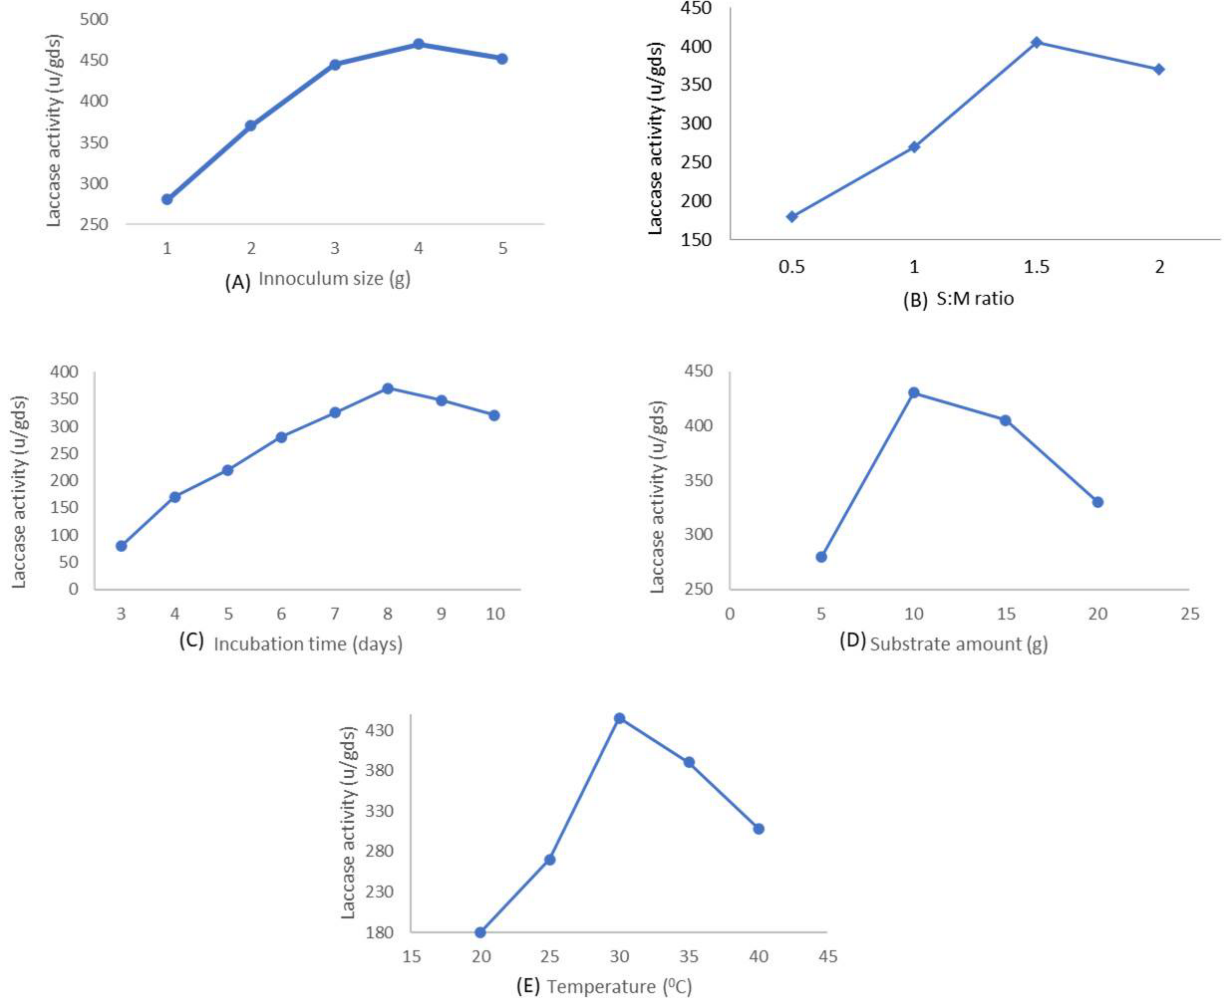 500
450
400
350
300
250
Laccase activity (u/gds)
1 2 3 4 5
(A) Innoculum size (g)
450
400
350
300
250
200
150
Laccase activity (u/gds)
0.5 1 1.5 2
(B) S:M ratio
400
350
300
250
200
150
100
50
0
Laccase activity (u/gds)
3 4 5 6 7 8 9 10
(C) Incubation time (days)
450
400
350
300
250
Laccase activity (u/gds)
0 5 10 15 20 25
(D) Substrate amount (g)
430
380
330
280
230
180
Laccase activity (u/gds)
15 20 25 30 35 40 45
(E) Temperature (⁰C)